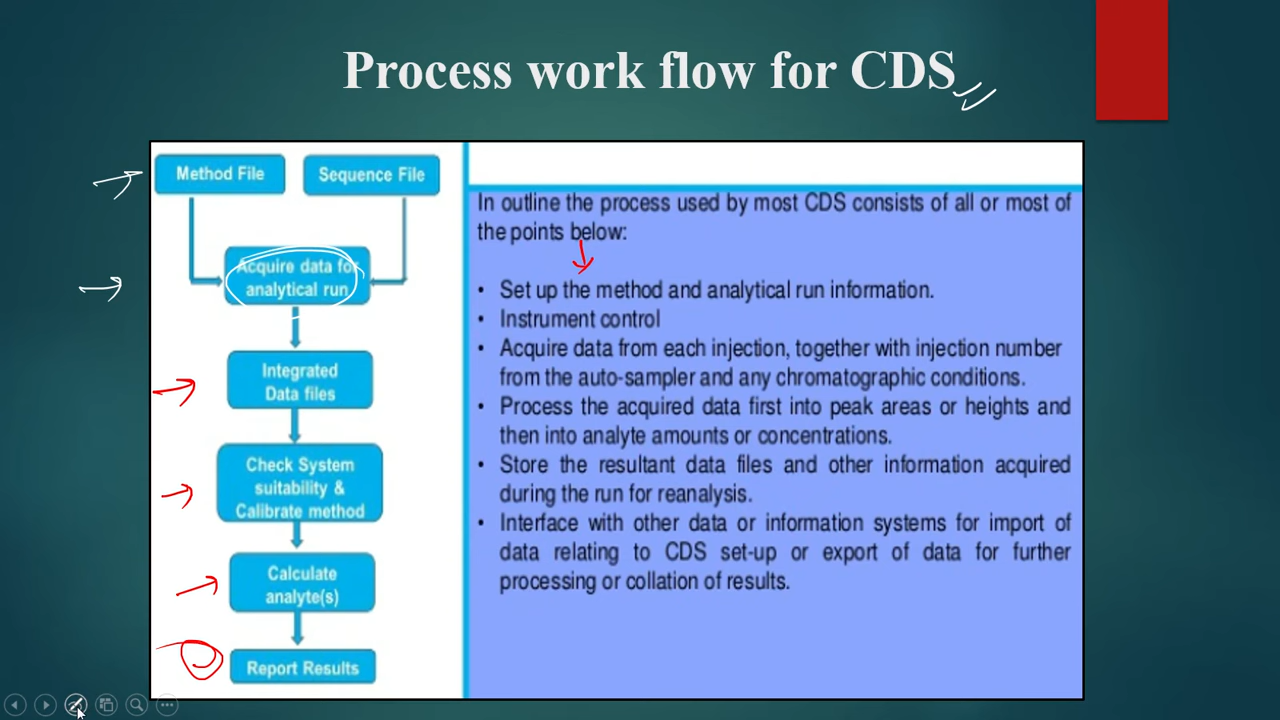 Process work flow for CDS
Method File
Sequence File
Acquire data for
analytical run
Integrated
Data files
Check System
suitability &
Calibrate method
Calculate
analyte(s)
Report Results
In outline the process used by most CDS consists of all or most of
the points below:
• Set up the method and analytical run information.
• Instrument control
• Acquire data from each injection, together with injection number
from the auto-sampler and any chromatographic conditions.
• Process the acquired data first into peak areas or heights and
then into analyte amounts or concentrations.
• Store the resultant data files and other information acquired
during the run for reanalysis.
• Interface with other data or information systems for import of
data relating to CDS set-up or export of data for further
processing or collation of results.